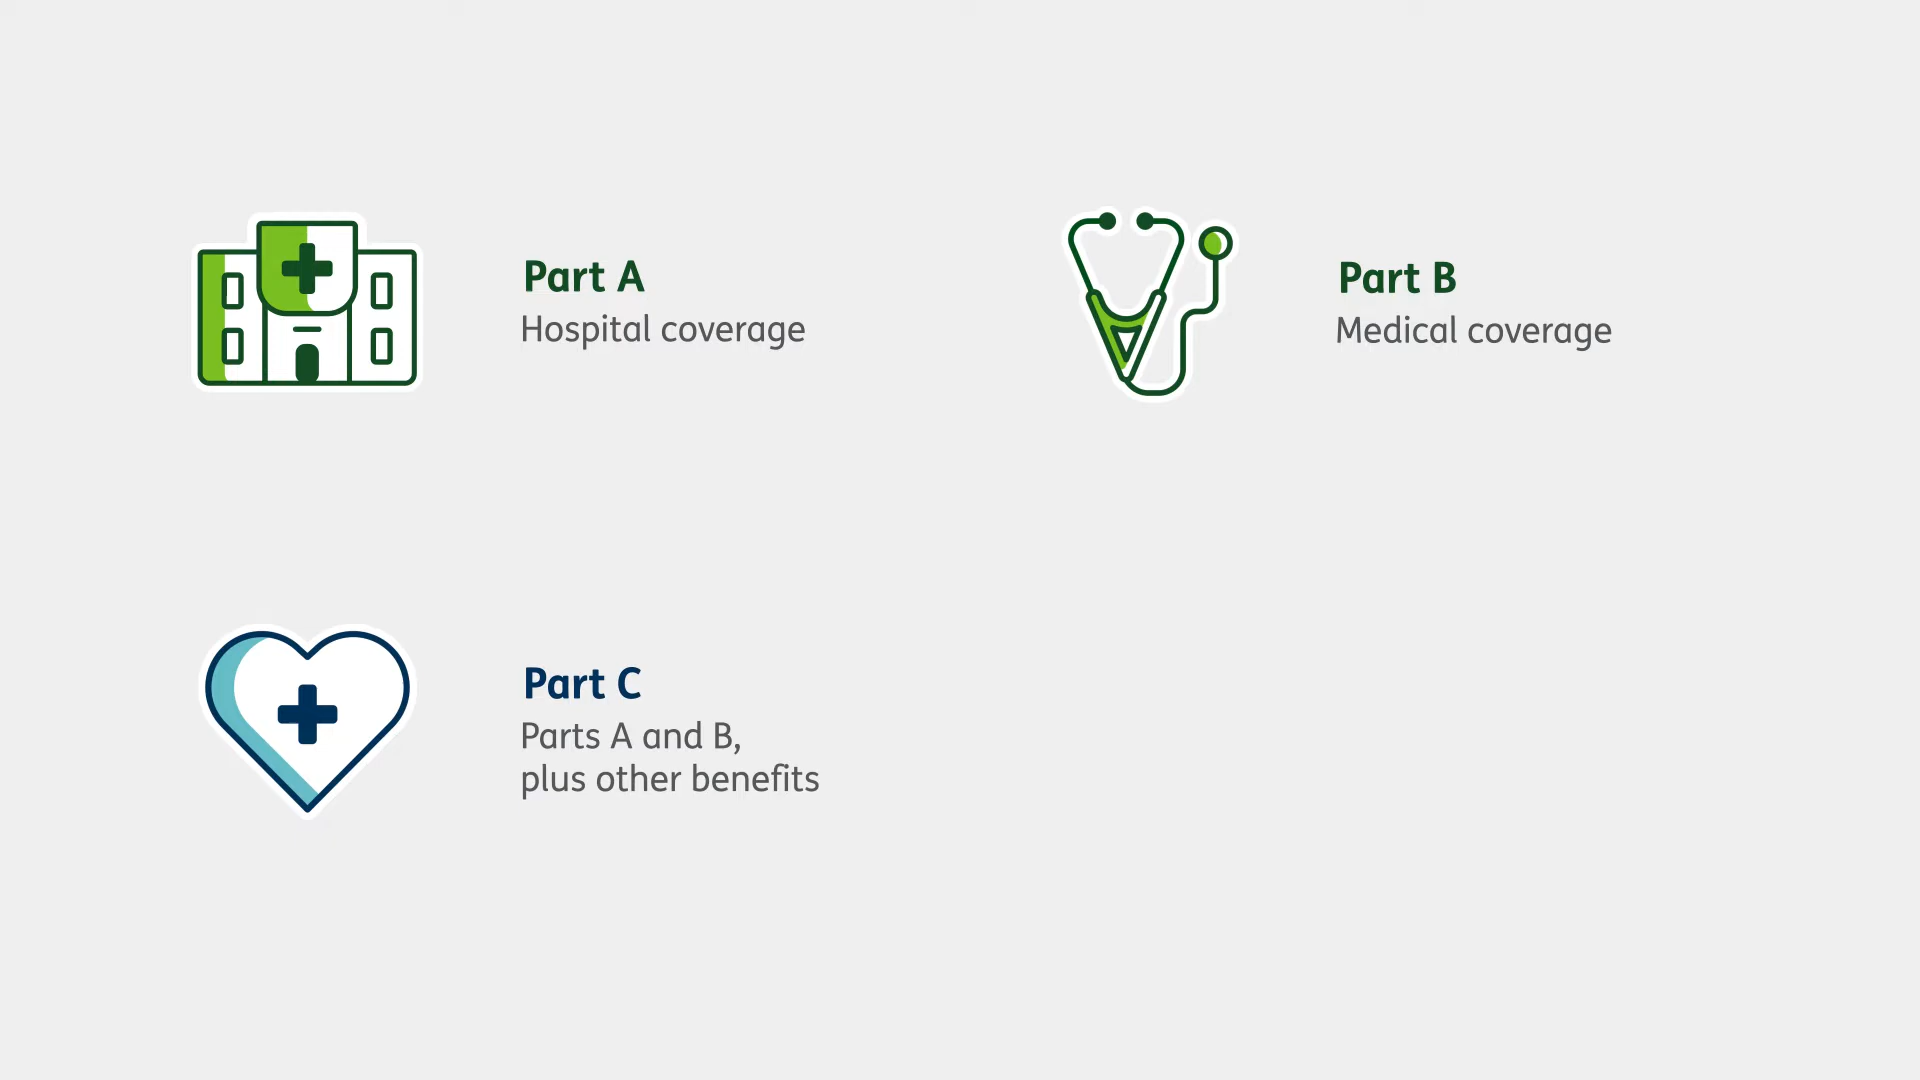 Part A
Hospital coverage
Part B
Medical coverage
Part C
Parts A and B,
plus other benefits